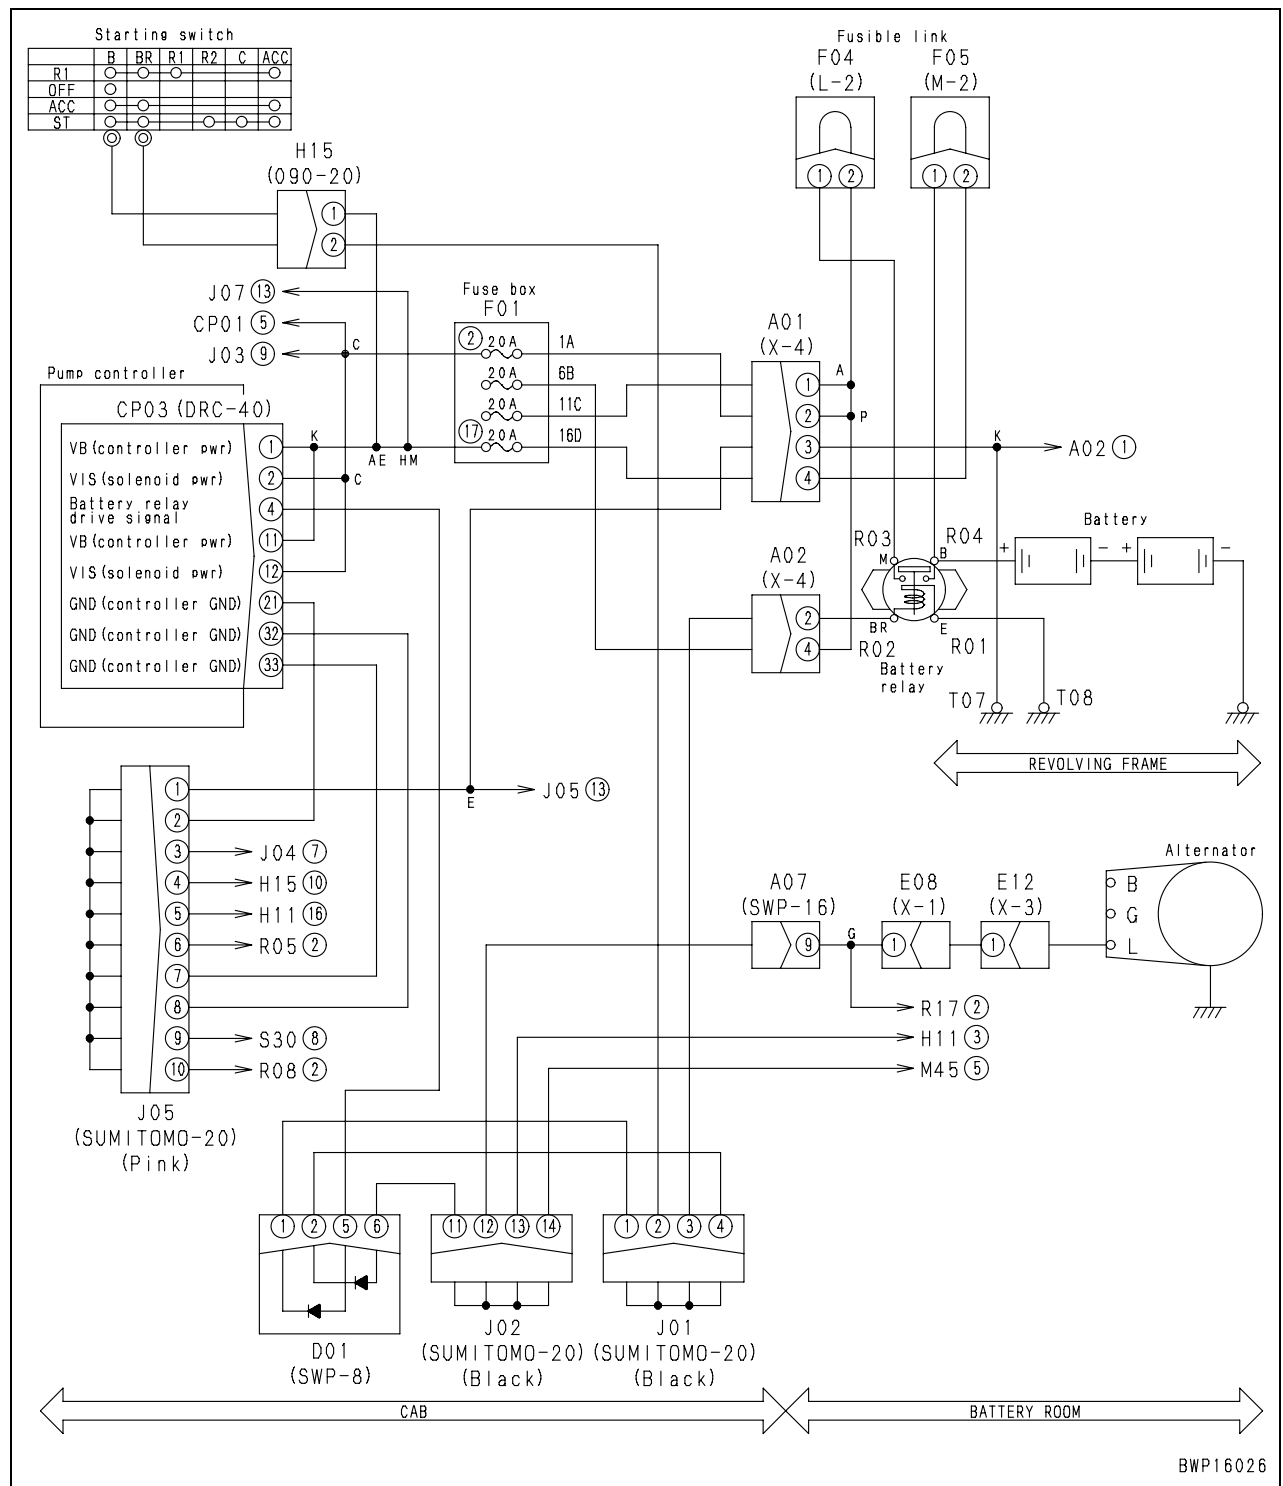 Starting switch
B BR R1 R2 C ACC
R1
OFF
ACC
ST
Fusible link
F04 F05
(L-2) (M-2)
1 2 1 2
H15
(090-20)
1
2
J07 13
CP01 5
J03 9
C
Fuse box
F01
2 20A 1A
20A 6B
20A 11C
17 20A 16D
A01
(X-4)
1 A
2 P
3 K A02 1
4
Pump controller
CP03 (DRC-40)
VB (controller pwr) 1 K AE HM
VIS (solenoid pwr) 2 C
Battery relay
drive signal 4
VB (controller pwr) 11
VIS (solenoid pwr) 12
GND (controller GND) 21
GND (controller GND) 32
GND (controller GND) 33
A02
(X-4)
2
4
R03 R04
M B
BR E
R02 R01
Battery
relay
Battery
+ - + -
T07 T08
REVOLVING FRAME
1 E J05 13
2
3 J04 7
4 H15 10
5 H11 16
6 R05 2
7
8
9 S30 8
10 R08 2
J05
(SUMITOMO-20)
(Pink)
Alternator
B
G
L
A07 E08 E12
(SWP-16) (X-1) (X-3)
9 G 1 1
R17 2
H11 3
M45 5
1 2 5 6 11 12 13 14 1 2 3 4
D01
(SWP-8)
J02
(SUMITOMO-20)
(Black)
J01
(SUMITOMO-20)
(Black)
CAB
BATTERY ROOM
BWP16026